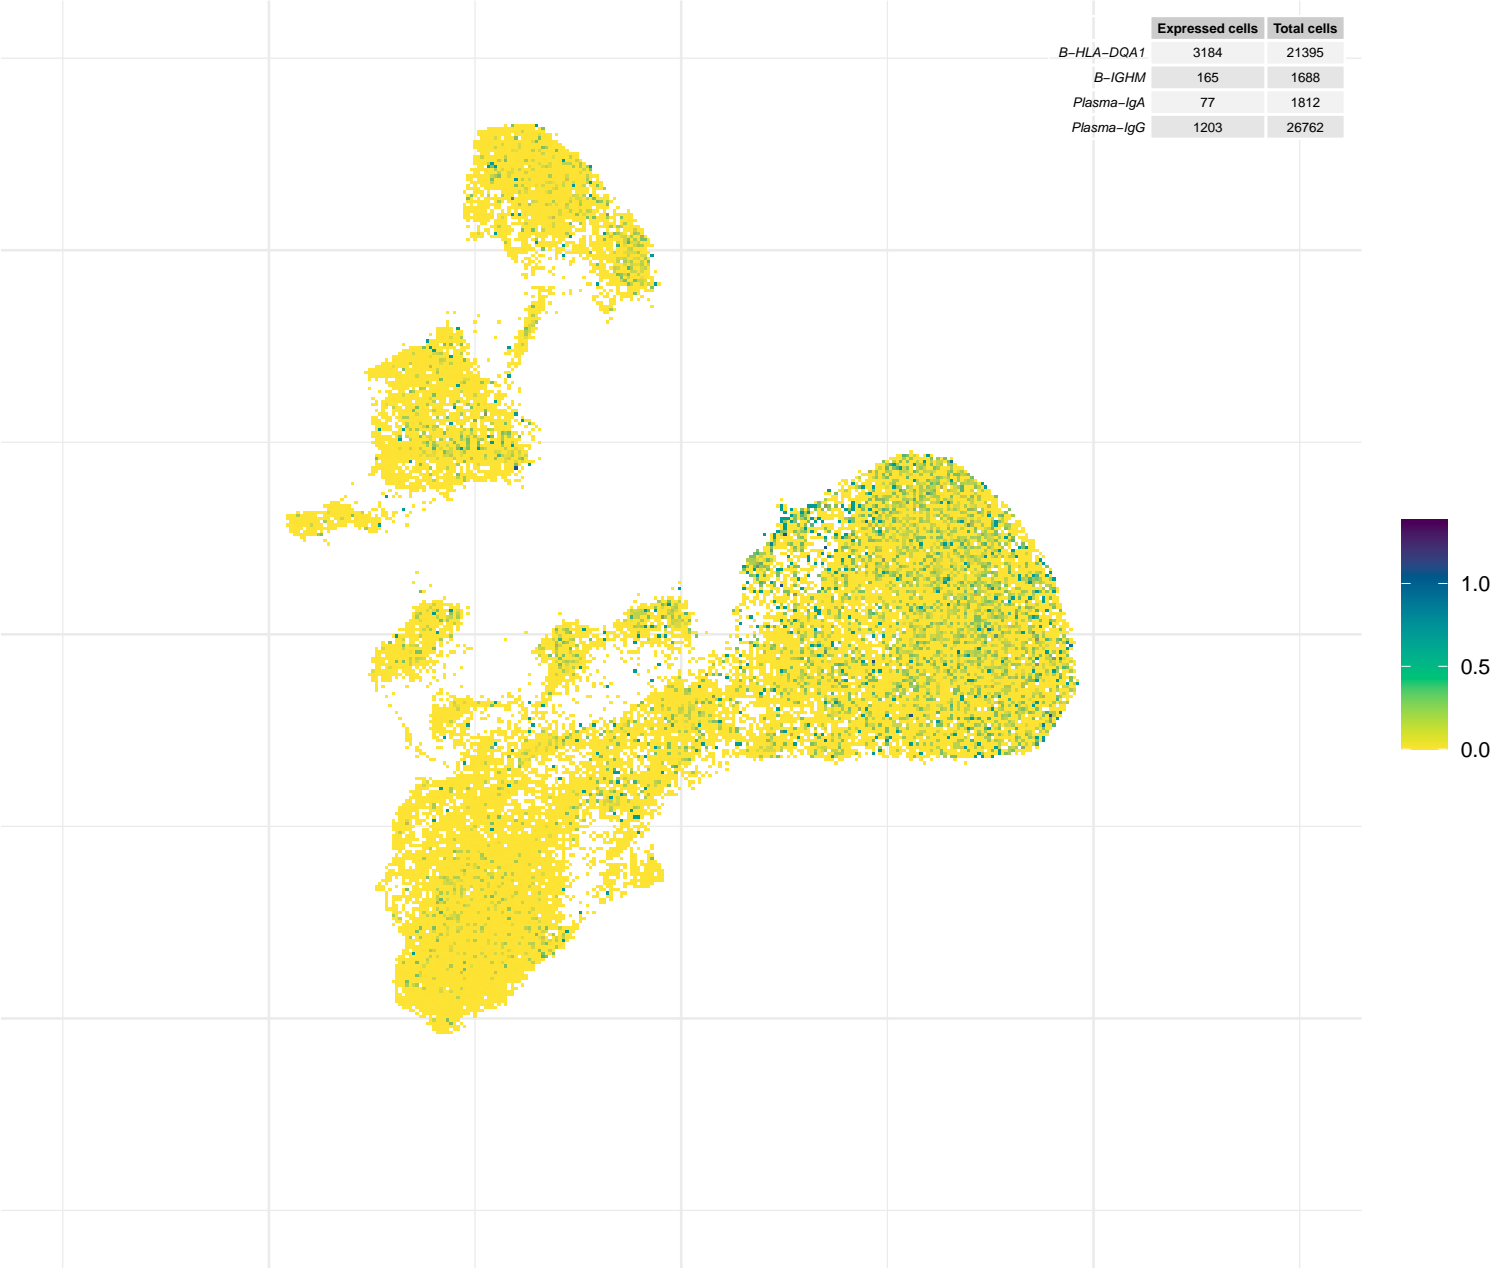 Expressed cells Total cells
B−HLA−DQA1 3184 21395
B−IGHM 165 1688
Plasma−IgA 77 1812
Plasma−IgG 1203 26762
1.0
0.5
0.0